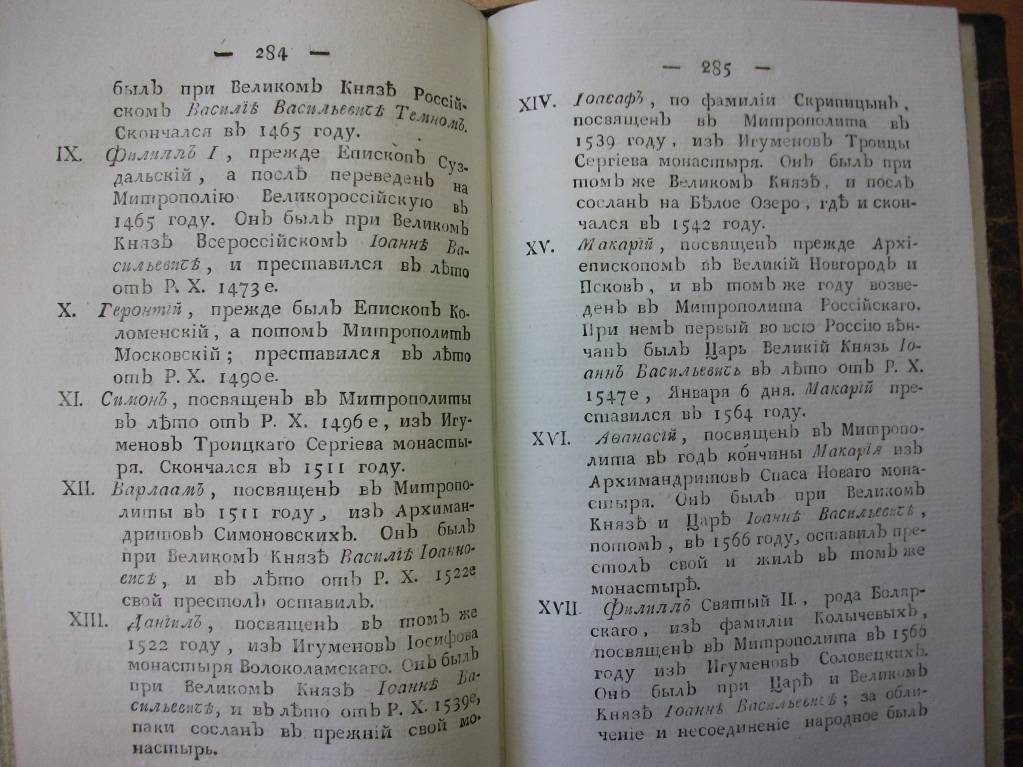 — 284 —
былъ при Великомъ Князѣ Россій-
скомъ Василіѣ Васильевичѣ Темномъ.
Скончался въ 1465 году.
IX. Филиппъ I, прежде Епископъ Суз-
дальскій, а послѣ переведенъ на
Митрополію Великороссійскую въ
1465 году. Онъ былъ при Великомъ
Князѣ Всероссійскомъ Іоаннѣ Ва-
сильевичѣ, и преставился въ лѣто
отъ Р. Х. 1473 е.
X. Геронтій, прежде былъ Епископъ Ко-
ломенскій, а потомъ Митрополитъ
Московскій; преставился въ лѣто
отъ Р. Х. 1490 е.
XI. Симонъ, посвященъ въ Митрополиты
въ лѣто отъ Р. Х. 1496 е, изъ Игу-
меновъ Троицкаго Сергіева монасты-
ря. Скончался въ 1511 году.
XII. Варлаамъ, посвященъ въ Митропо-
литы въ 1511 году, изъ Архиман-
дритовъ Симоновскихъ. Онъ былъ
при Великомъ Князѣ Василіѣ Іоанно-
вичѣ, и въ лѣто отъ Р. Х. 1522е
свой престолъ оставилъ.
XIII. Даніилъ, посвященъ въ томъ же
1522 году, изъ Игуменовъ Іосифова
монастыря Волоколамскаго. Онъ былъ
при Великомъ Князѣ Іоаннѣ Ва-
сильевичѣ, и въ лѣто отъ Р. Х. 1539е,
паки сосланъ въ прежній свой мо-
настырь.
— 285 —
XIV. Іоасафъ, по фамиліи Скрипицынъ,
посвященъ въ Митрополита въ
1539 году, изъ Игуменовъ Троицы
Сергіева монастыря. Онъ былъ при
томъ же Великомъ Князѣ, и послѣ
сосланъ на Бѣлое Озеро, гдѣ и скон-
чался въ 1542 году.
XV. Макарій, посвященъ прежде Архі-
епископомъ въ Великій Новгородъ и
Псковъ, и въ томъ же году возве-
денъ въ Митрополита Россійскаго.
При немъ первый во всю Россію вѣн-
чанъ былъ Царь Великій Князь Іо-
аннъ Васильевичь въ лѣто отъ Р. Х.
1547е, Января 6 дня. Макарій пре-
ставился въ 1564 году.
XVI. Аѳанасій, посвященъ въ Митропо-
лита въ годъ кончины Макарія изъ
Архимандритовъ Спаса Новаго мона-
стыря. Онъ былъ при Великомъ
Князѣ и Царѣ Іоаннѣ Васильевичѣ,
потомъ, въ 1566 году, оставилъ пре-
столъ свой и жилъ въ томъ же
монастырѣ.
XVII. Филиппъ Святый II., рода Боляр-
скаго, изъ фамиліи Колычевыхъ,
посвященъ въ Митрополита въ 1566
году изъ Игуменовъ Соловецкихъ.
Онъ былъ при Царѣ и Великомъ
Князѣ Іоаннѣ Васильевичѣ; за обли-
ченіе и несоединеніе народное былъ